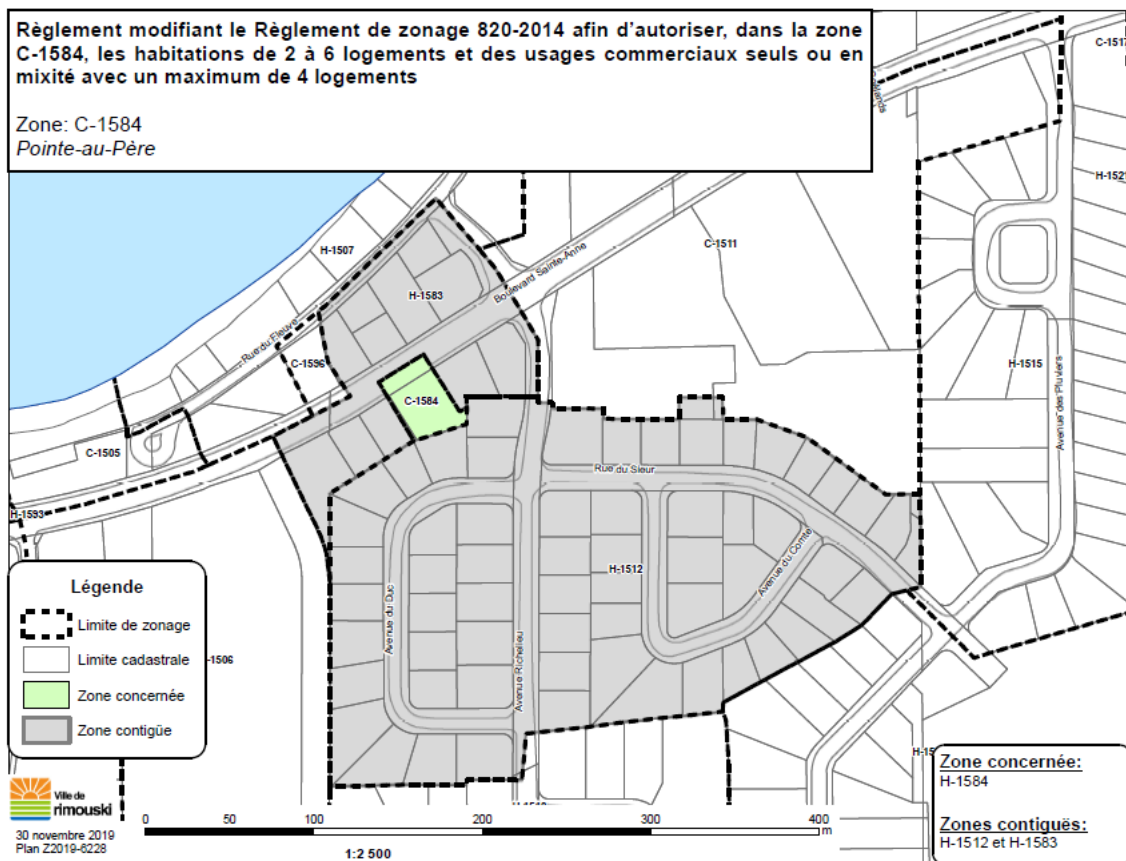 Règlement modifiant le Règlement de zonage 820-2014 afin d'autoriser, dans la zone
C-1584, les habitations de 2 à 6 logements et des usages commerciaux seuls ou en
mixité avec un maximum de 4 logements
Zone: C-1584
Pointe-au-Père
C-1517
H-1521
H-1507
C-1511
Boulevard Sainte-Anne
H-1583
Rue du Fleuve
C-1596
H-1515
Avenue des Pluviers
C-1584
C-1505
Rue du Sieur
H-1593
Avenue du Comte
H-1512
Avenue du Duc
Avenue Richelieu
Légende
Limite de zonage
Limite cadastrale
-1506
Zone concernée
Zone contigüe
Zone concernée:
H-1584
Zones contiguës:
H-1512 et H-1583
Ville de
rimouski
30 novembre 2019
Plan Z2019-6228
0 50 100 200 300 400
m
1:2 500